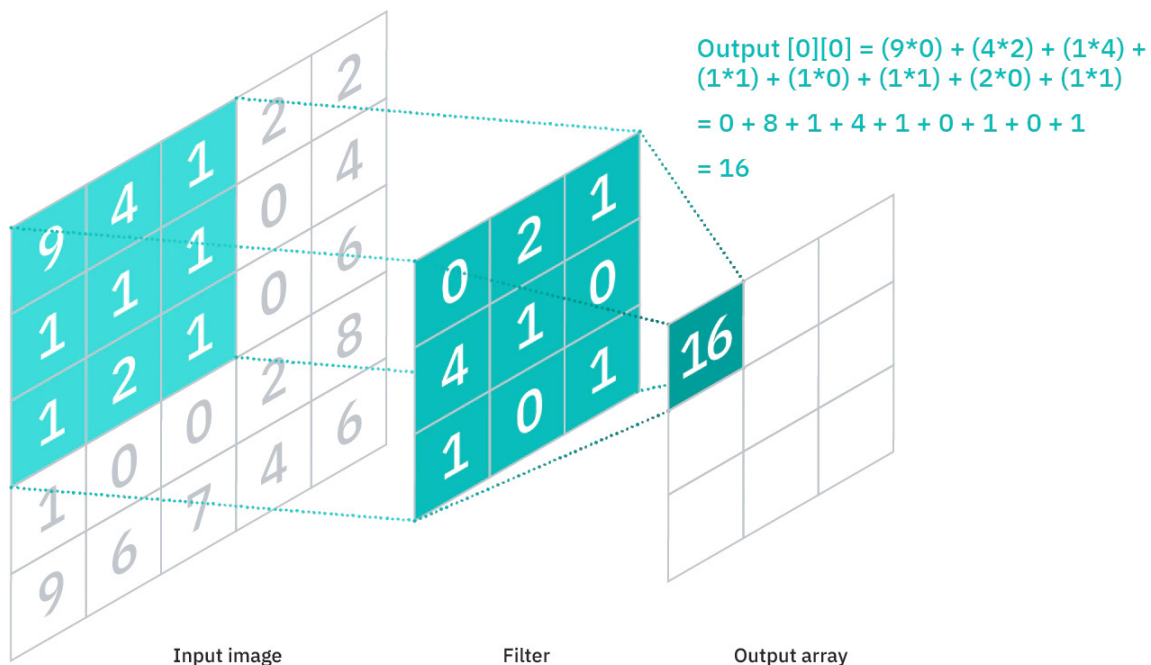 Output [0][0] = (9*0) + (4*2) + (1*4) +
(1*1) + (1*0) + (1*1) + (2*0) + (1*1)
= 0 + 8 + 1 + 4 + 1 + 0 + 1 + 0 + 1
= 16
9 4 1 2 2
1 1 1 0 4
1 2 1 0 6
1 0 0 2 8
9 6 7 4 6
0 2 1
4 1 0
1 0 1
16
Input image
Filter
Output array